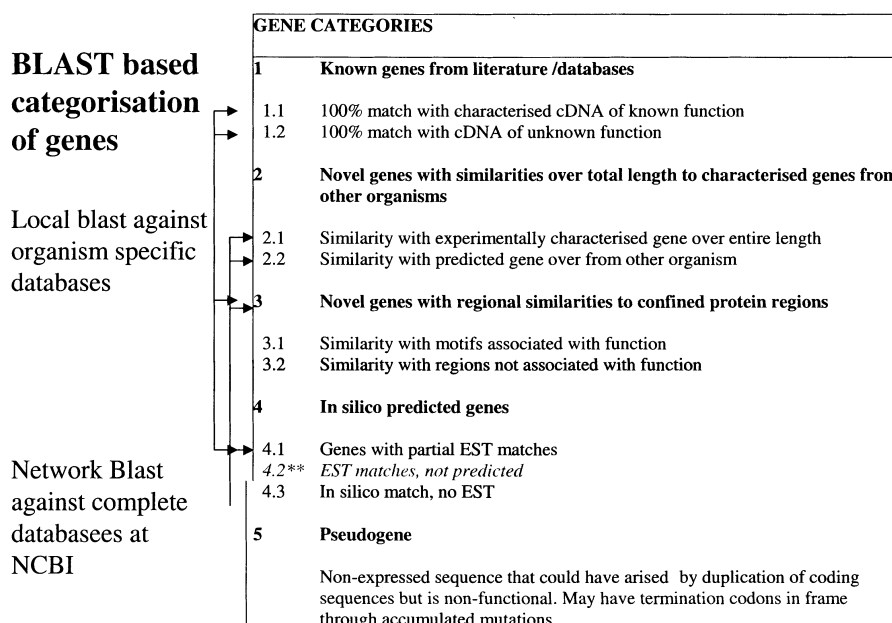 BLAST based
categorisation
of genes
Local blast against
organism specific
databases
Network Blast
against complete
databasees at
NCBI
GENE CATEGORIES
1 Known genes from literature /databases
1.1 100% match with characterised cDNA of known function
1.2 100% match with cDNA of unknown function
2 Novel genes with similarities over total length to characterised genes from
other organisms
2.1 Similarity with experimentally characterised gene over entire length
2.2 Similarity with predicted gene over from other organism
3 Novel genes with regional similarities to confined protein regions
3.1 Similarity with motifs associated with function
3.2 Similarity with regions not associated with function
4 In silico predicted genes
4.1 Genes with partial EST matches
4.2** EST matches, not predicted
4.3 In silico match, no EST
5 Pseudogene
Non-expressed sequence that could have arised by duplication of coding
sequences but is non-functional. May have termination codons in frame
through accumulated mutations